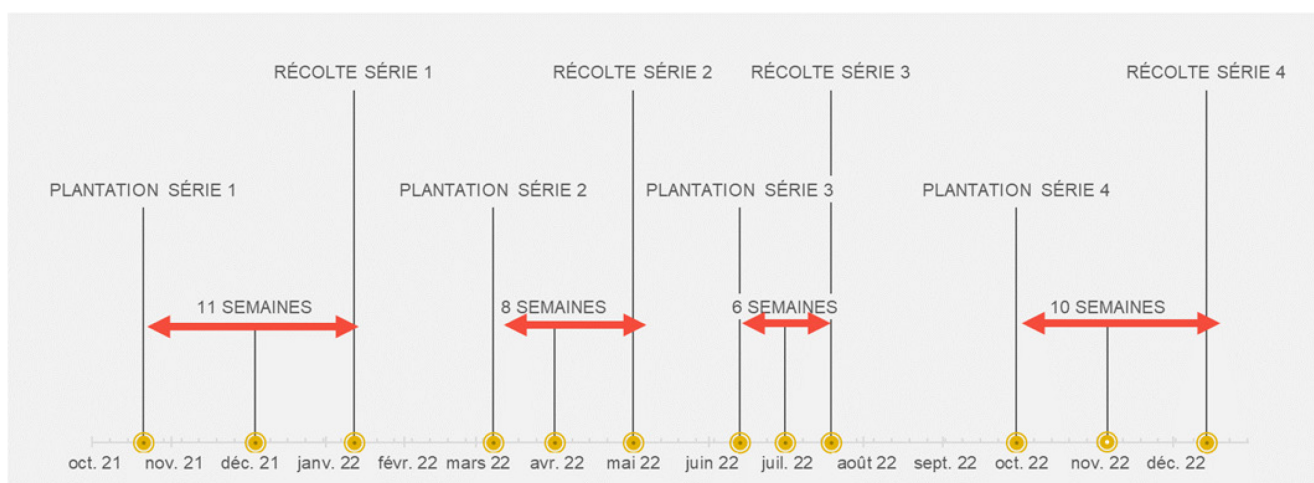 RÉCOLTE SÉRIE 1 RÉCOLTE SÉRIE 2 RÉCOLTE SÉRIE 3 RÉCOLTE SÉRIE 4
PLANTATION SÉRIE 1 PLANTATION SÉRIE 2 PLANTATION SÉRIE 3 PLANTATION SÉRIE 4
11 SEMAINES 8 SEMAINES 6 SEMAINES 10 SEMAINES
oct. 21 nov. 21 déc. 21 janv. 22 févr. 22 mars 22 avr. 22 mai 22 juin 22 juil. 22 août 22 sept. 22 oct. 22 nov. 22 déc. 22